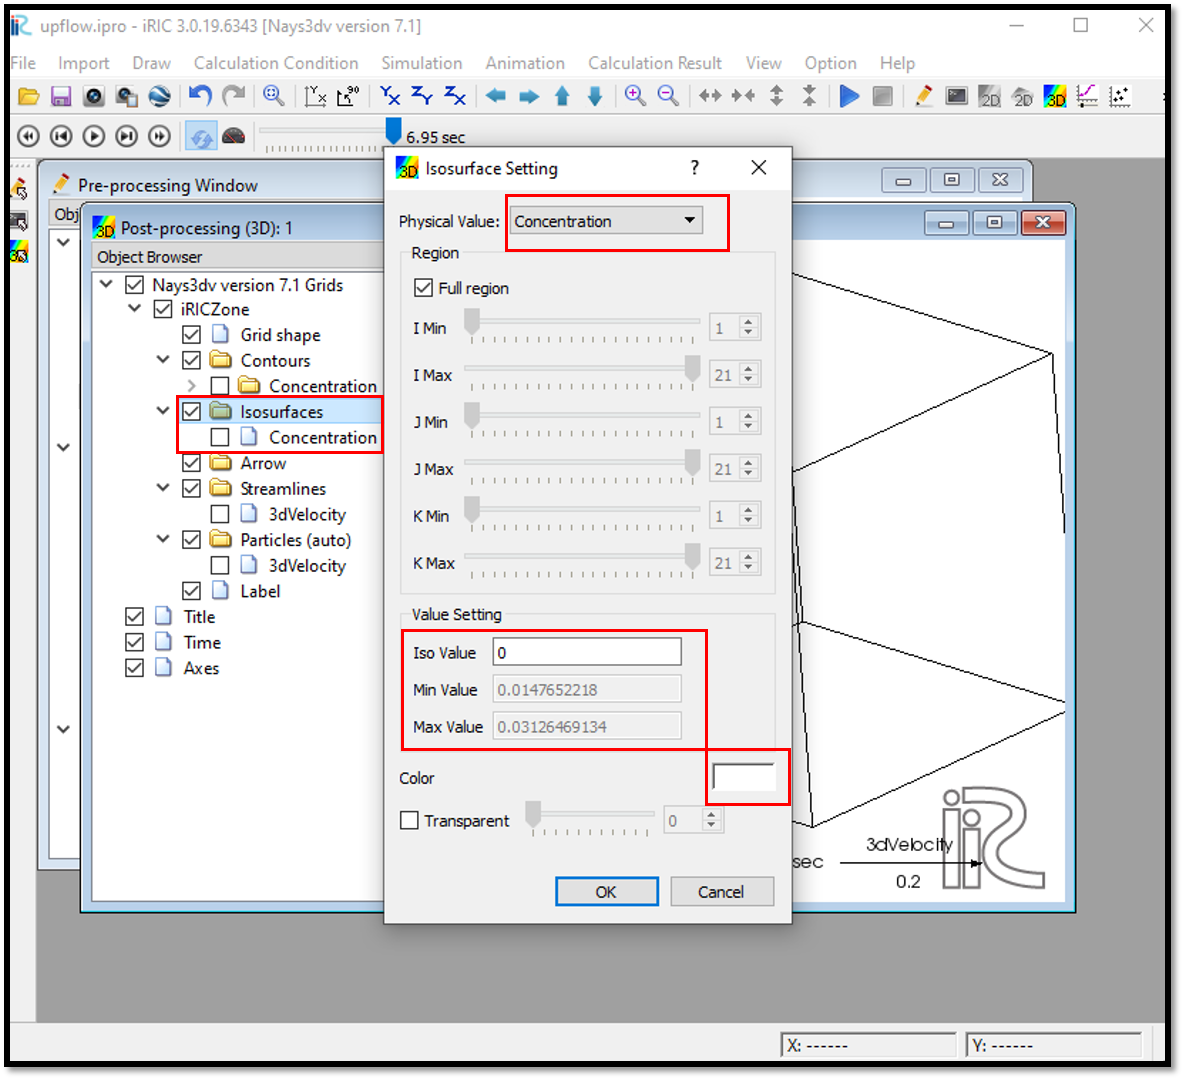 upflow.ipro - iRIC 3.0.19.6343 [Nays3dv version 7.1]
File Import Draw Calculation Condition Simulation Animation Calculation Result View Option Help
6.95 sec
Pre-processing Window
Obj
Post-processing (3D): 1
Object Browser
Nays3dv version 7.1 Grids
iRICZone
Grid shape
Contours
Concentration
Isosurfaces
Concentration
Arrow
Streamlines
3dVelocity
Particles (auto)
3dVelocity
Label
Title
Time
Axes
3D Isosurface Setting ?
Physical Value: Concentration
Region
Full region
I Min 1
I Max 21
J Min 1
J Max 21
K Min 1
K Max 21
Value Setting
Iso Value 0
Min Value 0.0147652218
Max Value 0.03126469134
Color
Transparent 0
OK Cancel
3dVelocity
sec
0.2
iRIC
X: ------ Y: ------